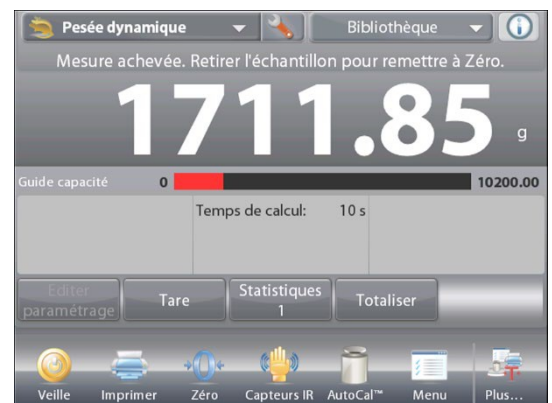 Pesée dynamique
Bibliothèque
Mesure achevée. Retirer l'échantillon pour remettre à Zéro.
1711.85 g
Guide capacité 0 10200.00
Temps de calcul: 10 s
Editer paramétrage
Tare
Statistiques
1
Totaliser
Veille
Imprimer
Zéro
Capteurs IR
AutoCal™
Menu
Plus...